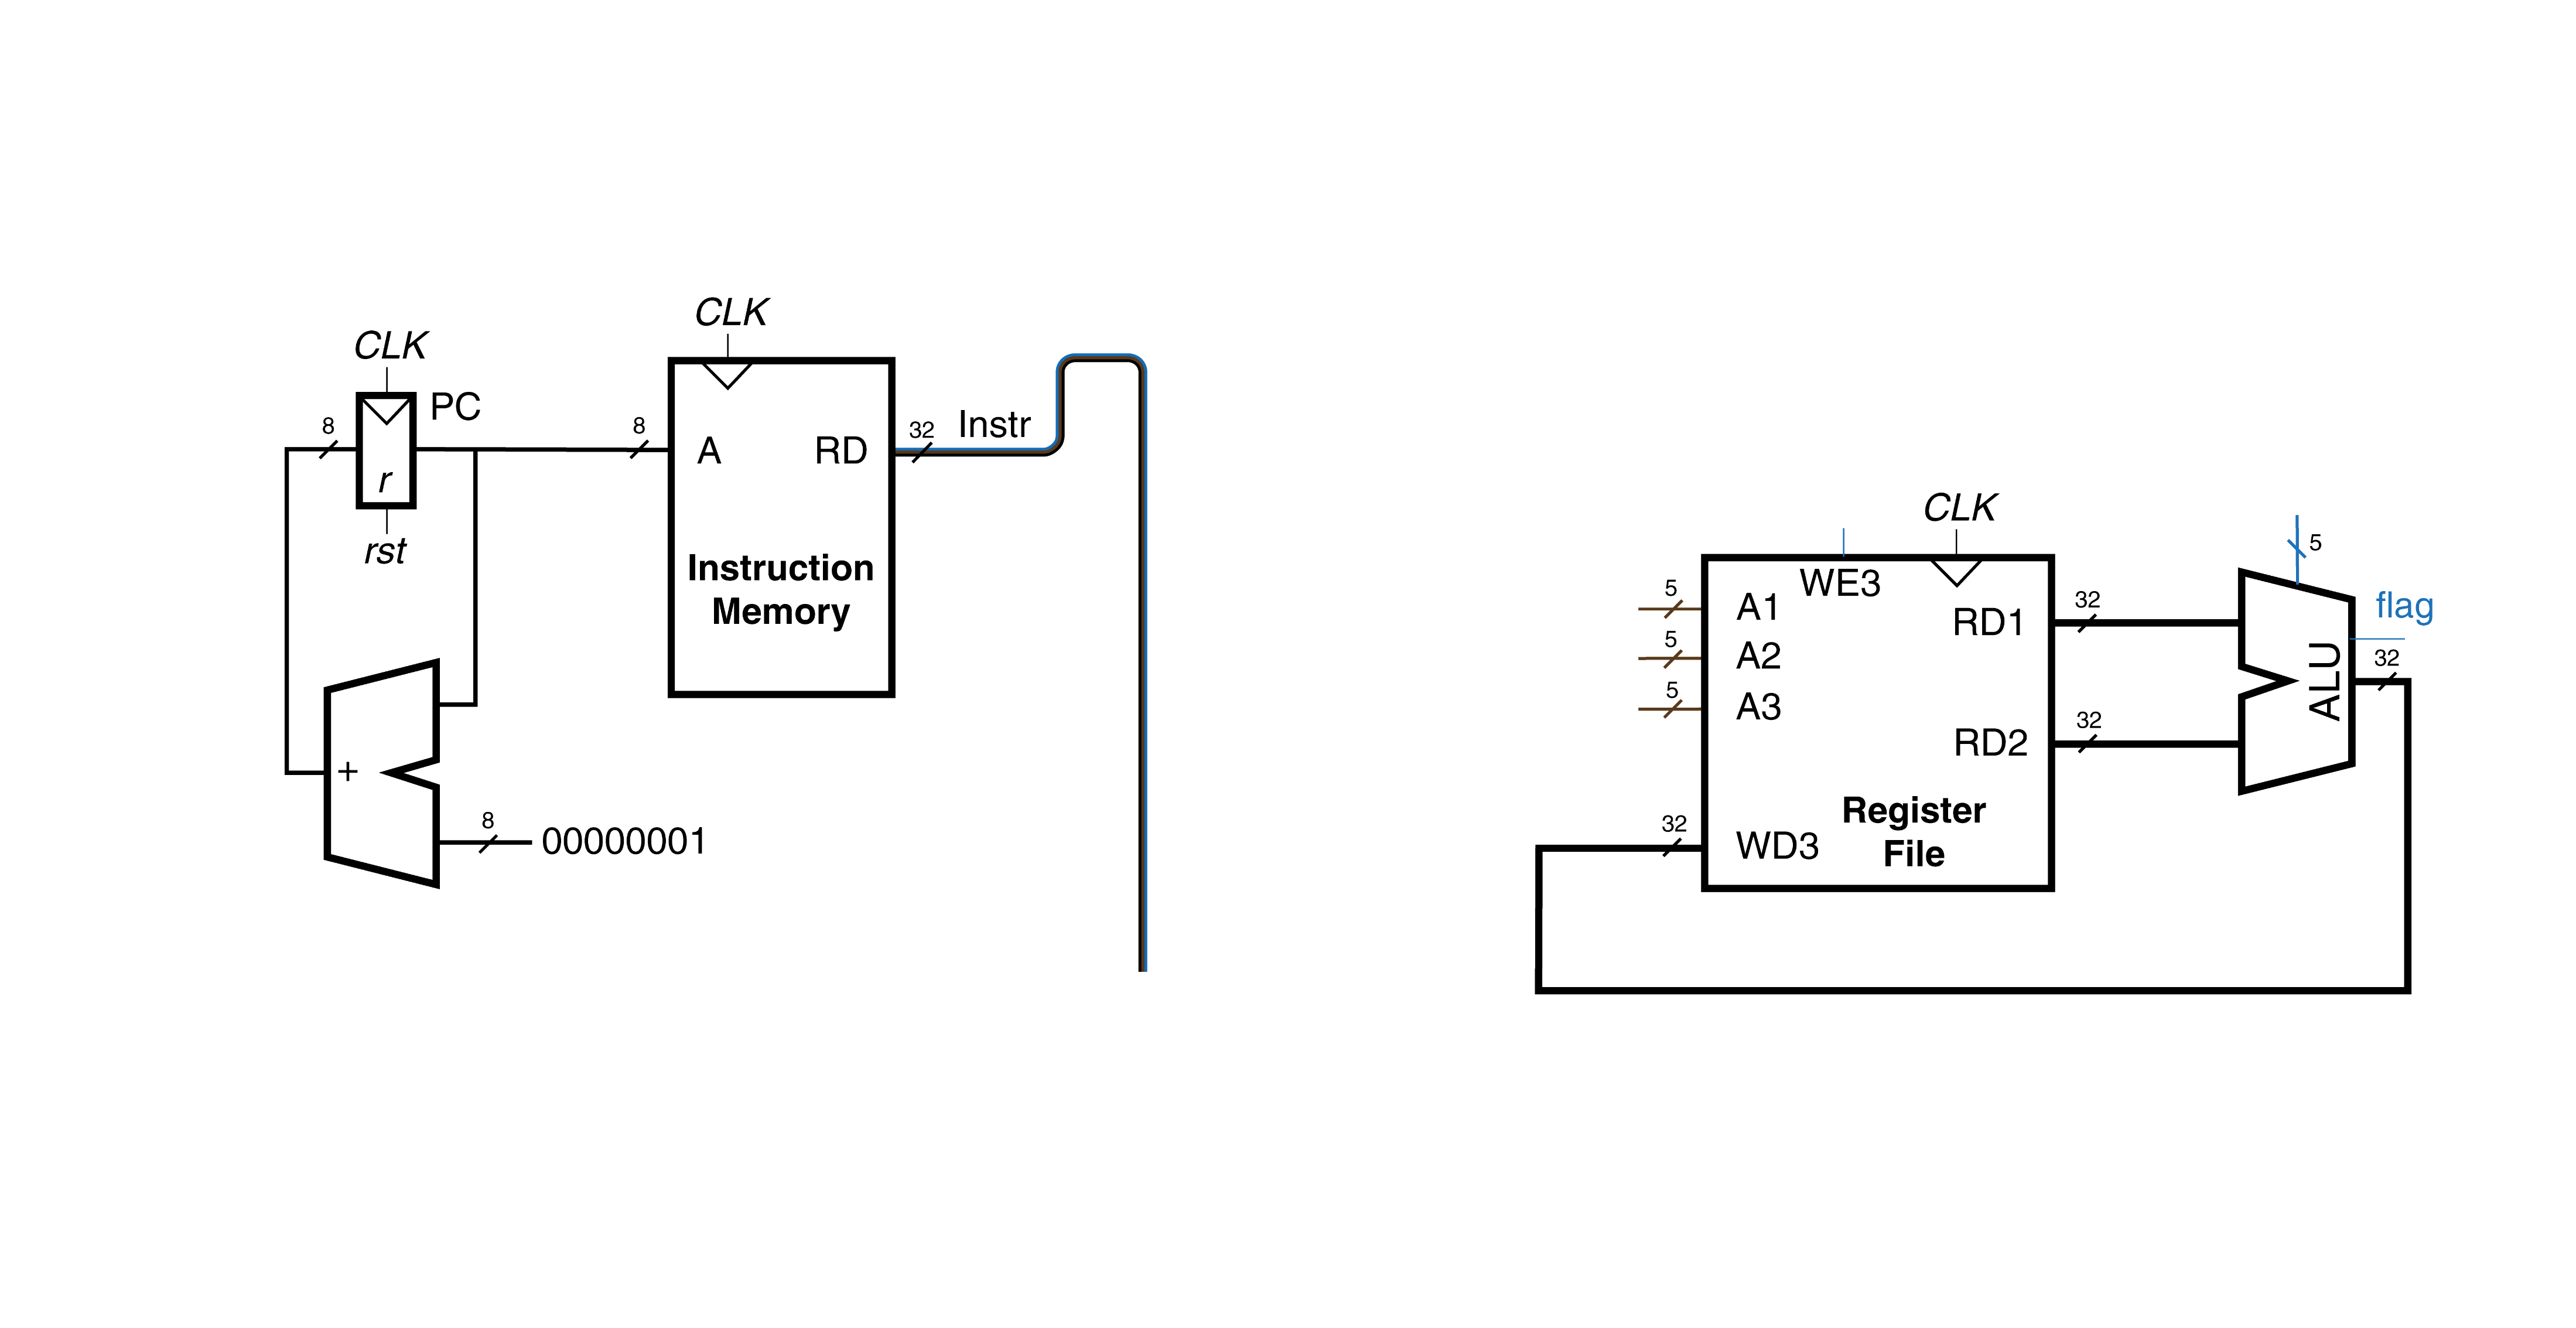 CLK
CLK
PC
8
8
A
RD
32
Instr
r
rst
Instruction
Memory
+
8
00000001
CLK
5
5
A1
WE3
RD1
32
flag
5
A2
32
5
A3
ALU
32
RD2
Register
File
32
WD3